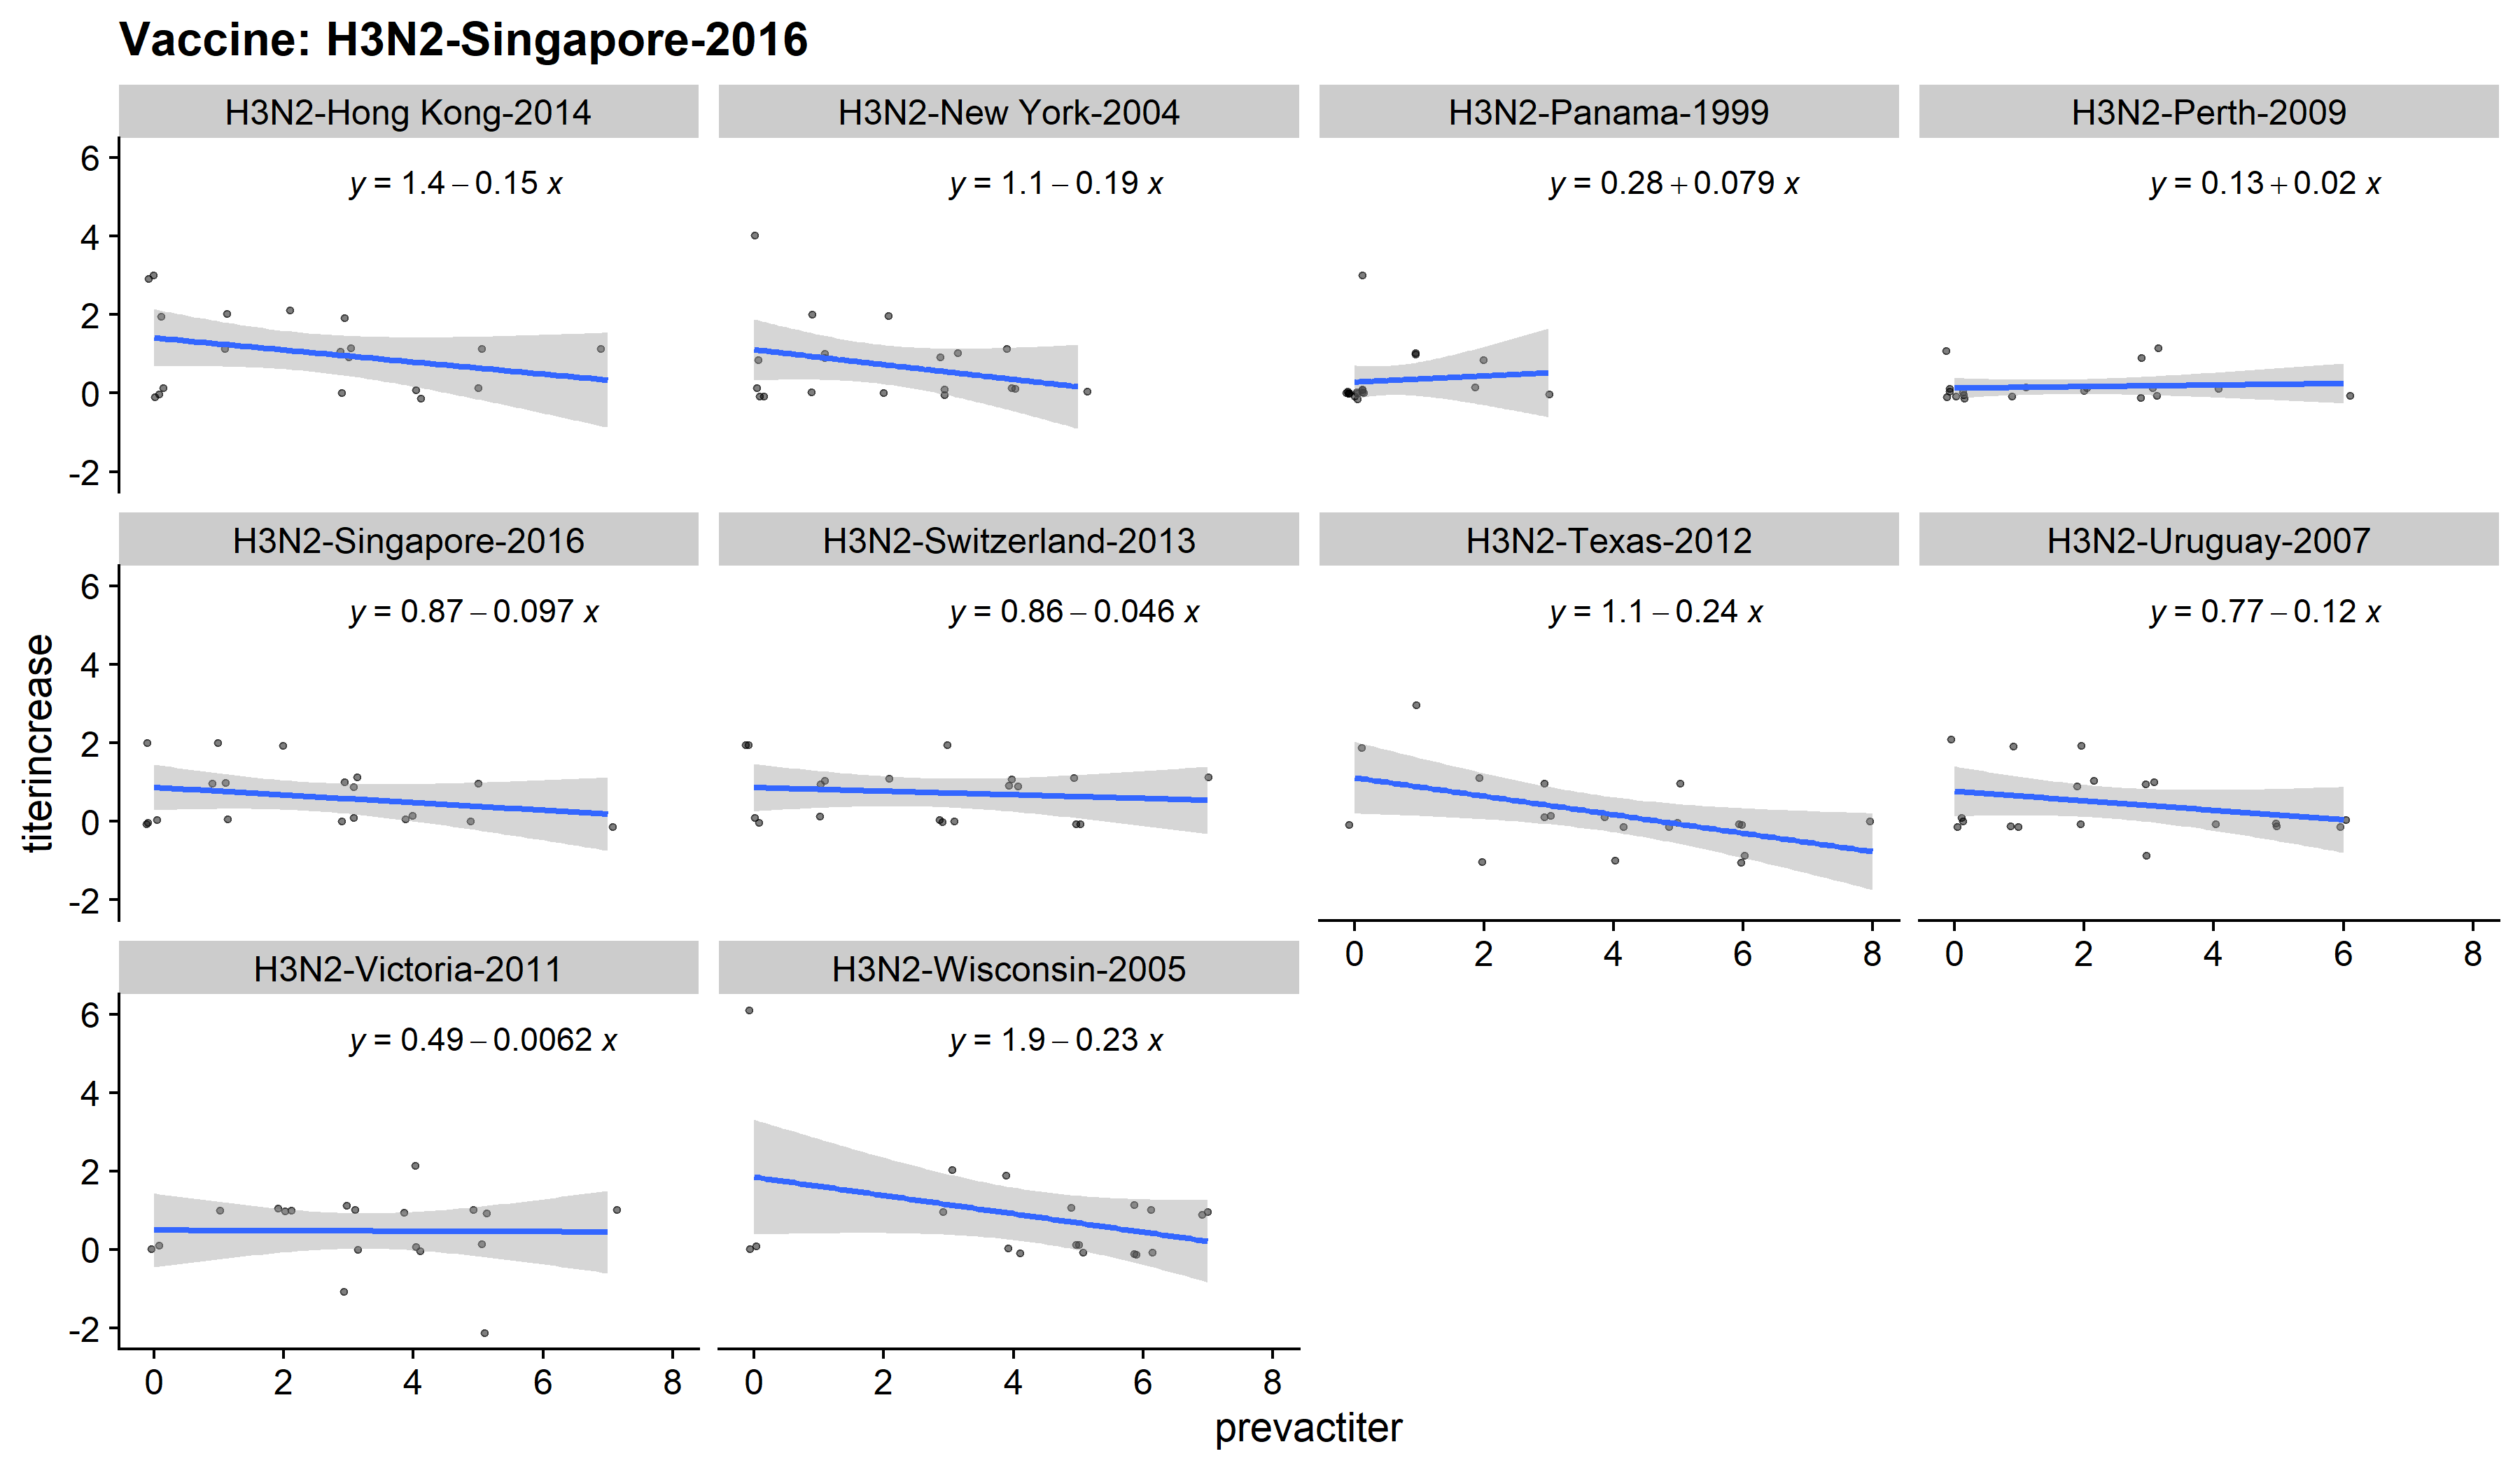 Vaccine: H3N2-Singapore-2016
H3N2-Hong Kong-2014
H3N2-New York-2004
H3N2-Panama-1999
H3N2-Perth-2009
y = 1.4 − 0.15 x
y = 1.1 − 0.19 x
y = 0.28 + 0.079 x
y = 0.13 + 0.02 x
6
4
2
0
-2
H3N2-Singapore-2016
H3N2-Switzerland-2013
H3N2-Texas-2012
H3N2-Uruguay-2007
y = 0.87 − 0.097 x
y = 0.86 − 0.046 x
y = 1.1 − 0.24 x
y = 0.77 − 0.12 x
6
4
2
0
-2
titerincrease
0 2 4 6 8
0 2 4 6 8
H3N2-Victoria-2011
H3N2-Wisconsin-2005
y = 0.49 − 0.0062 x
y = 1.9 − 0.23 x
6
4
2
0
-2
0 2 4 6 8
0 2 4 6 8
prevactiter